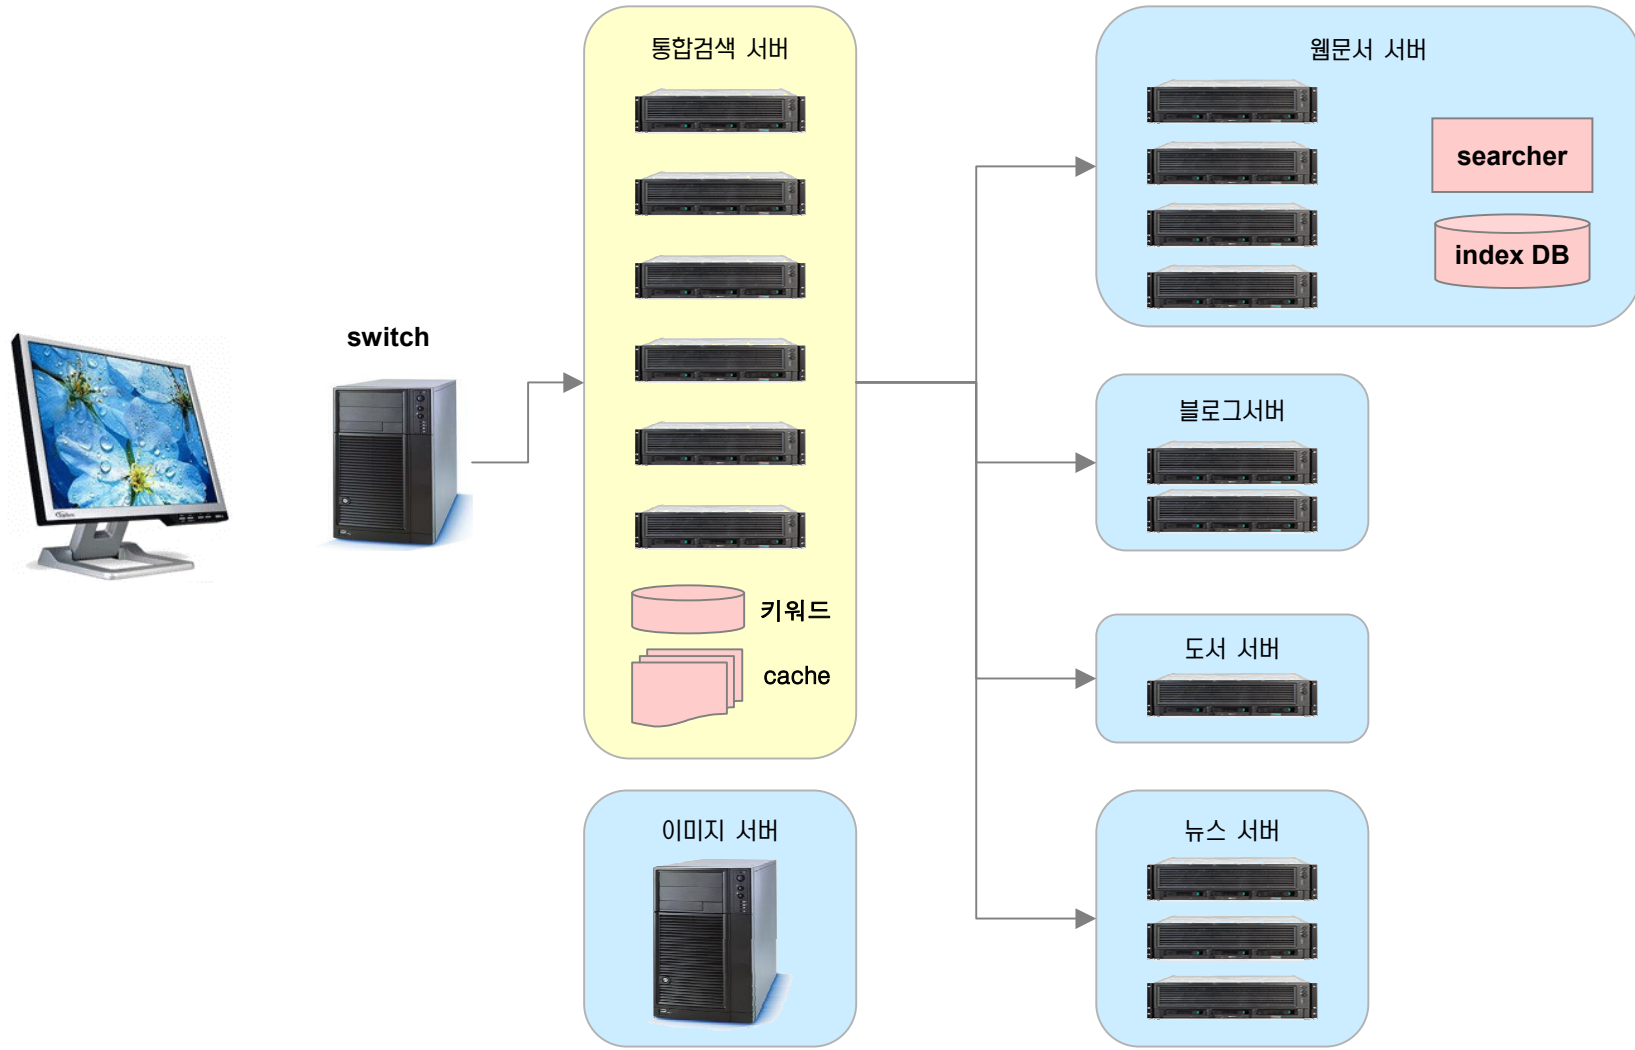 통합검색 서버
웹문서 서버
searcher
index DB
switch
블로그서버
키워드
cache
도서 서버
이미지 서버
뉴스 서버